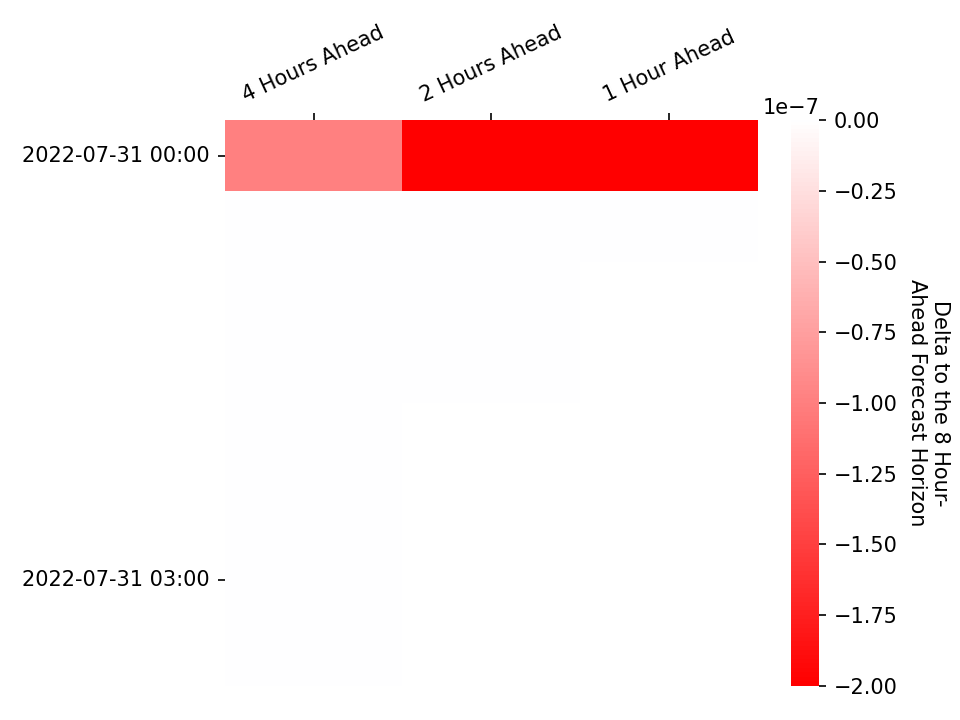 4 Hours Ahead
2 Hours Ahead
1 Hour Ahead
1e−7
2022-07-31 00:00
2022-07-31 03:00
0.00
−0.25
−0.50
−0.75
−1.00
−1.25
−1.50
−1.75
−2.00
Delta to the 8 Hour-
Ahead Forecast Horizon